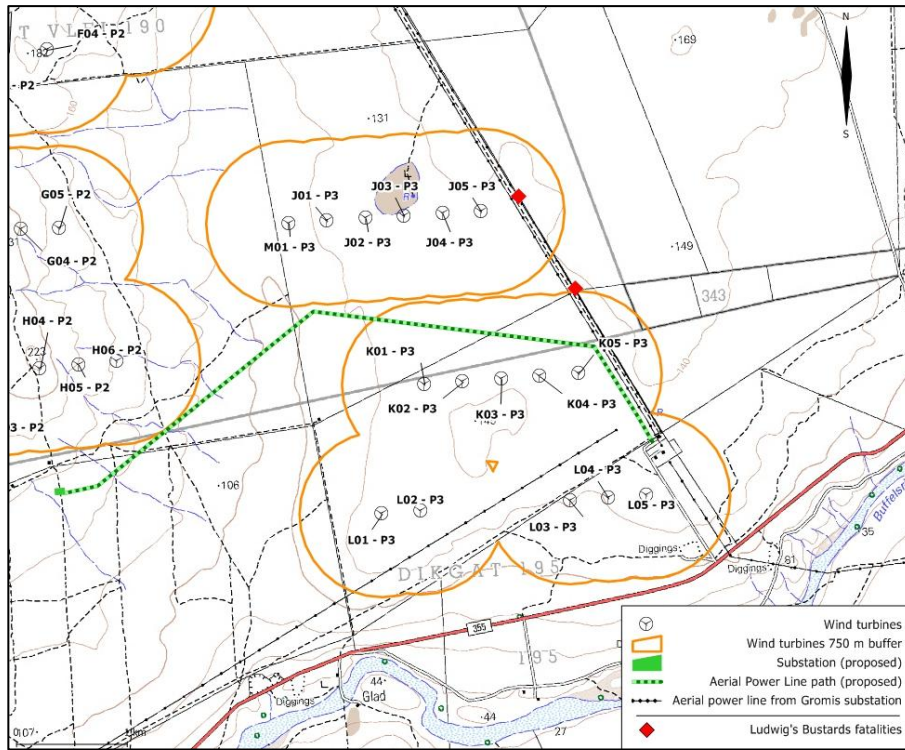 T VLEI 190
F04 - P2
182
169
N
S
P2
160
131
J01 - P3
J03 - P3
J05 - P3
G05 - P2
M01 - P3
J02 - P3
J04 - P3
G04 - P2
149
343
H04 - P2
223
H06 - P2
K01 - P3
K05 - P3
140
H05 - P2
K02 - P3
K03 - P3
K04 - P3
3 - P2
106
L04 - P3
L02 - P3
L05 - P3
L01 - P3
L03 - P3
35
Diggings
Diggings
81
DIKGAT 195
355
195
Diggings
44
Glad
44
27
Wind turbines
Wind turbines 750 m buffer
Substation (proposed)
Aerial Power Line path (proposed)
Aerial power line from Gromis substation
Ludwig's Bustards fatalities